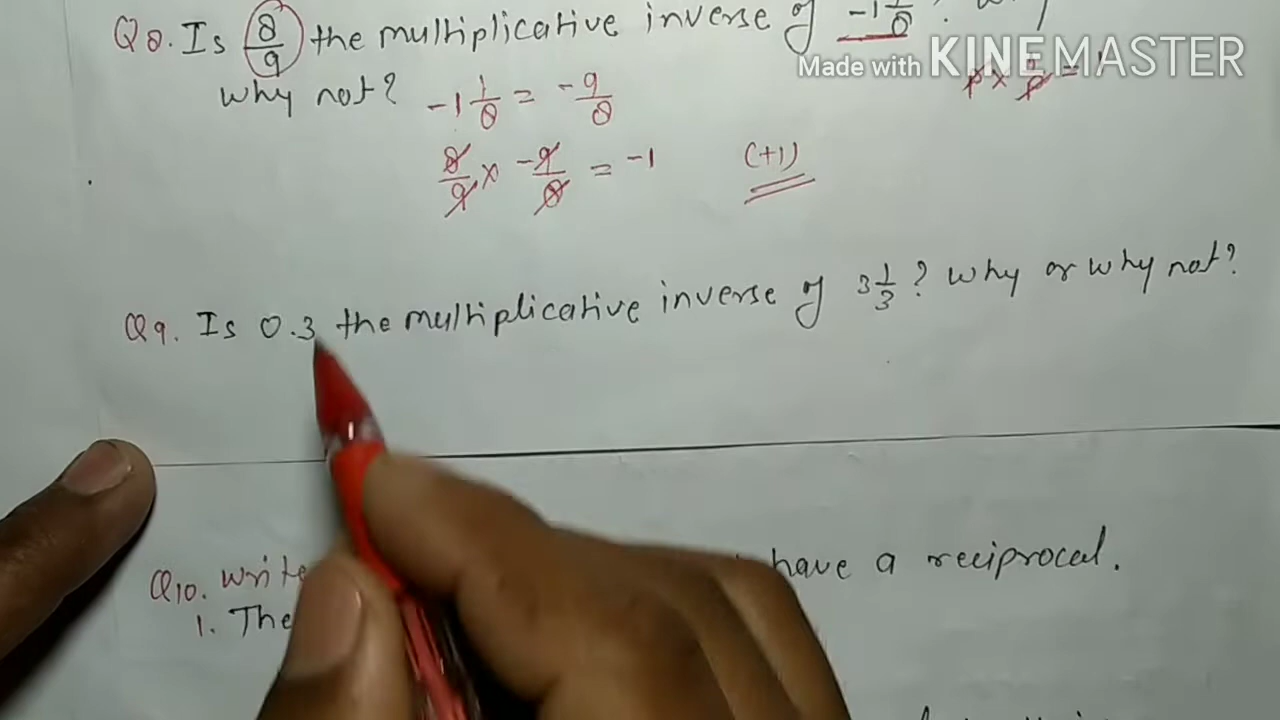 Q8. Is 8/9 the multiplicative inverse of -1 1/8 ?
why not?
-1 1/8 = -9/8
8/9 × -9/8 = -1 (+1)
Made with KINEMASTER
Q9. Is 0.3 the multiplicative inverse of 3 1/3 ? Why or why not?
Q10. Write have a reciprocal.
1. The